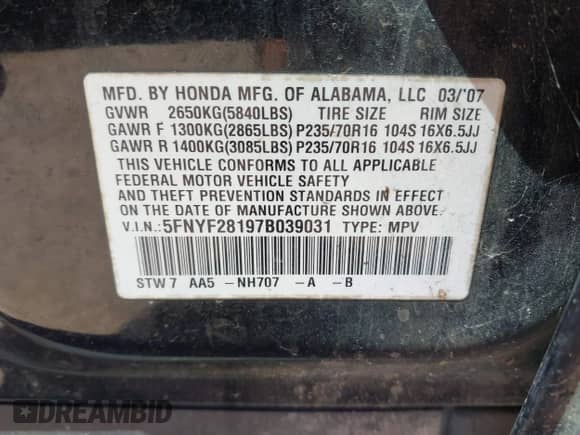 MFD. BY HONDA MFG. OF ALABAMA, LLC 03/'07
GVWR 2650KG(5840LBS) TIRE SIZE RIM SIZE
GAWR F 1300KG(2865LBS) P235/70R16 104S 16X6.5JJ
GAWR R 1400KG(3085LBS) P235/70R16 104S 16X6.5JJ
THIS VEHICLE CONFORMS TO ALL APPLICABLE
FEDERAL MOTOR VEHICLE SAFETY
AND THEFT PREVENTION STANDARDS IN EFFECT
ON THE DATE OF MANUFACTURE SHOWN ABOVE.
V.I.N.: 5FNYF28197B039031 TYPE: MPV
STW7 AA5 -NH707 -A -B
DREAMBID